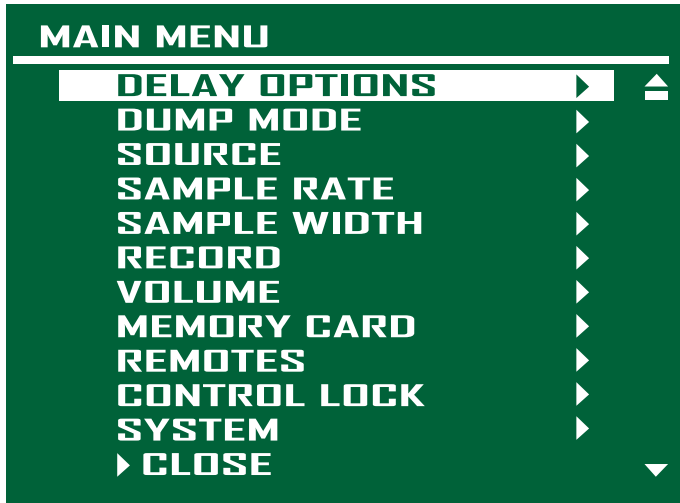 MAIN MENU
DELAY OPTIONS
DUMP MODE
SOURCE
SAMPLE RATE
SAMPLE WIDTH
RECORD
VOLUME
MEMORY CARD
REMOTES
CONTROL LOCK
SYSTEM
CLOSE